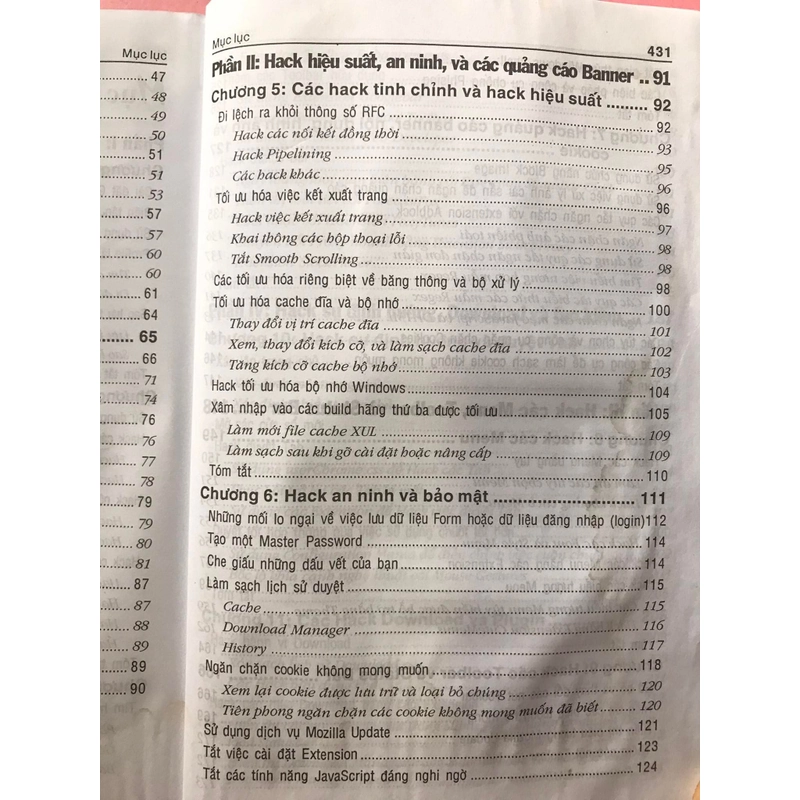 Mục lục
47
48
49
50
51
51
53
57
57
60
60
61
64
65
66
71
74
76
76
77
78
79
79
80
81
87
87
88
89
89
90
Mục lục 431
Phần II: Hack hiệu suất, an ninh, và các quảng cáo Banner .. 91
Chương 5: Các hack tinh chỉnh và hack hiệu suất ......... 92
Đi lệch ra khỏi thông số RFC 92
Hack các nối kết đồng thời 93
Hack Pipelining 95
Các hack khác 96
Tối ưu hóa việc kết xuất trang 96
Hack việc kết xuất trang 97
Khai thông các hộp thoại lỗi 98
Tắt Smooth Scrolling 98
Các tối ưu hóa riêng biệt về băng thông và bộ xử lý 98
Tối ưu hóa cache đĩa và bộ nhớ 100
Thay đổi vị trí cache đĩa 101
Xem, thay đổi kích cỡ, và làm sạch cache đĩa 102
Tăng kích cỡ cache bộ nhớ 103
Hack tối ưu hóa bộ nhớ Windows 104
Xâm nhập vào các build hãng thứ ba được tối ưu 105
Làm mới file cache XUL 109
Làm sạch sau khi gỡ cài đặt hoặc nâng cấp 109
Tóm tắt 110
Chương 6: Hack an ninh và bảo mật 111
Những mối lo ngại về việc lưu dữ liệu Form hoặc dữ liệu đăng nhập (login)112
Tạo một Master Password 114
Che giấu những dấu vết của bạn 114
Làm sạch lịch sử duyệt 115
Cache 115
Download Manager 116
History 117
Ngăn chặn cookie không mong muốn 118
Xem lại cookie được lưu trữ và loại bỏ chúng 120
Tiên phong ngăn chặn các cookie không mong muốn đã biết 120
Sử dụng dịch vụ Mozilla Update 121
Tắt việc cài đặt Extension 123
Tắt các tính năng JavaScript đáng nghi ngờ 124